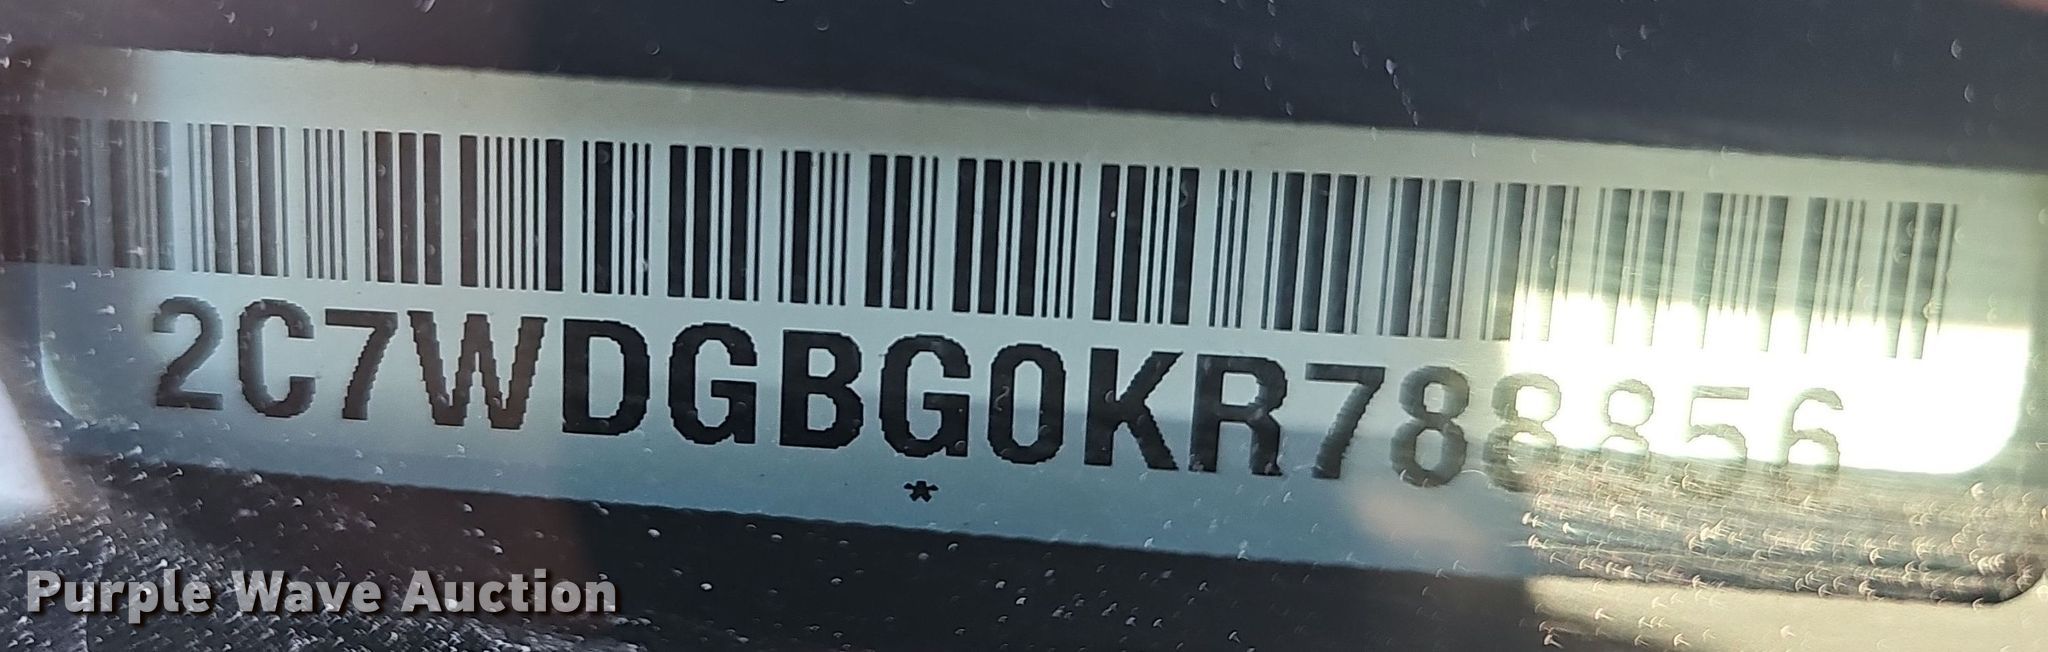 2C7WDGBG0KR788856
*
Purple Wave Auction